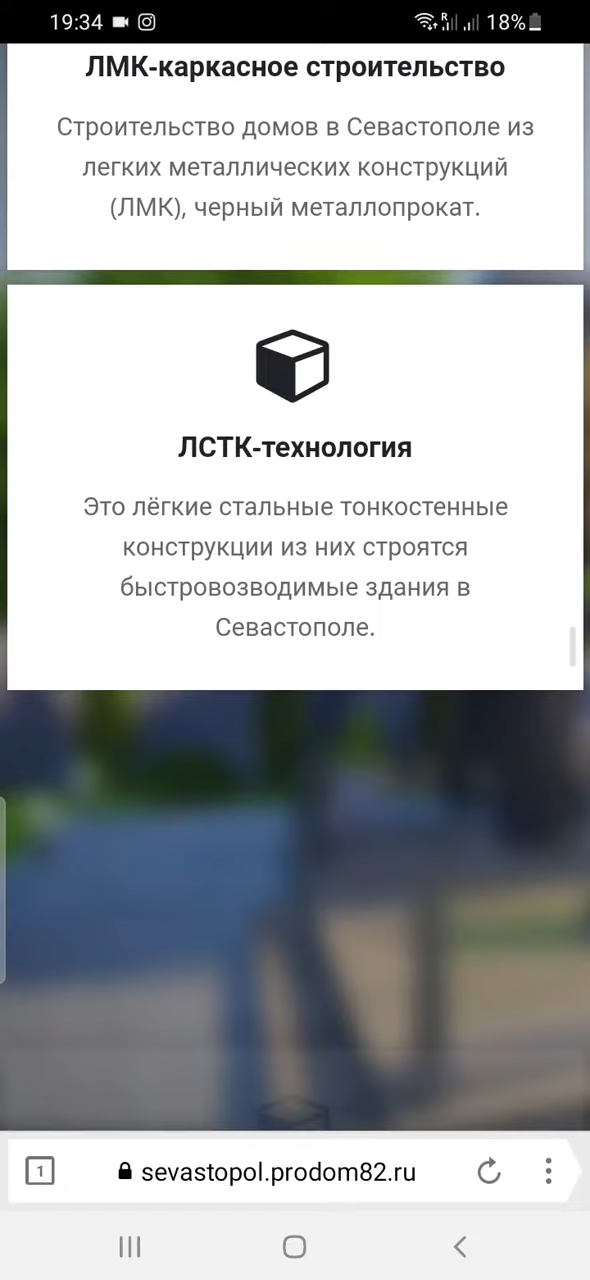 19:34
R
18%
ЛМК-каркасное строительство
Строительство домов в Севастополе из
легких металлических конструкций
(ЛМК), черный металлопрокат.
ЛСТК-технология
Это лёгкие стальные тонкостенные
конструкции из них строятся
быстровозводимые здания в
Севастополе.
1
sevastopol.prodom82.ru